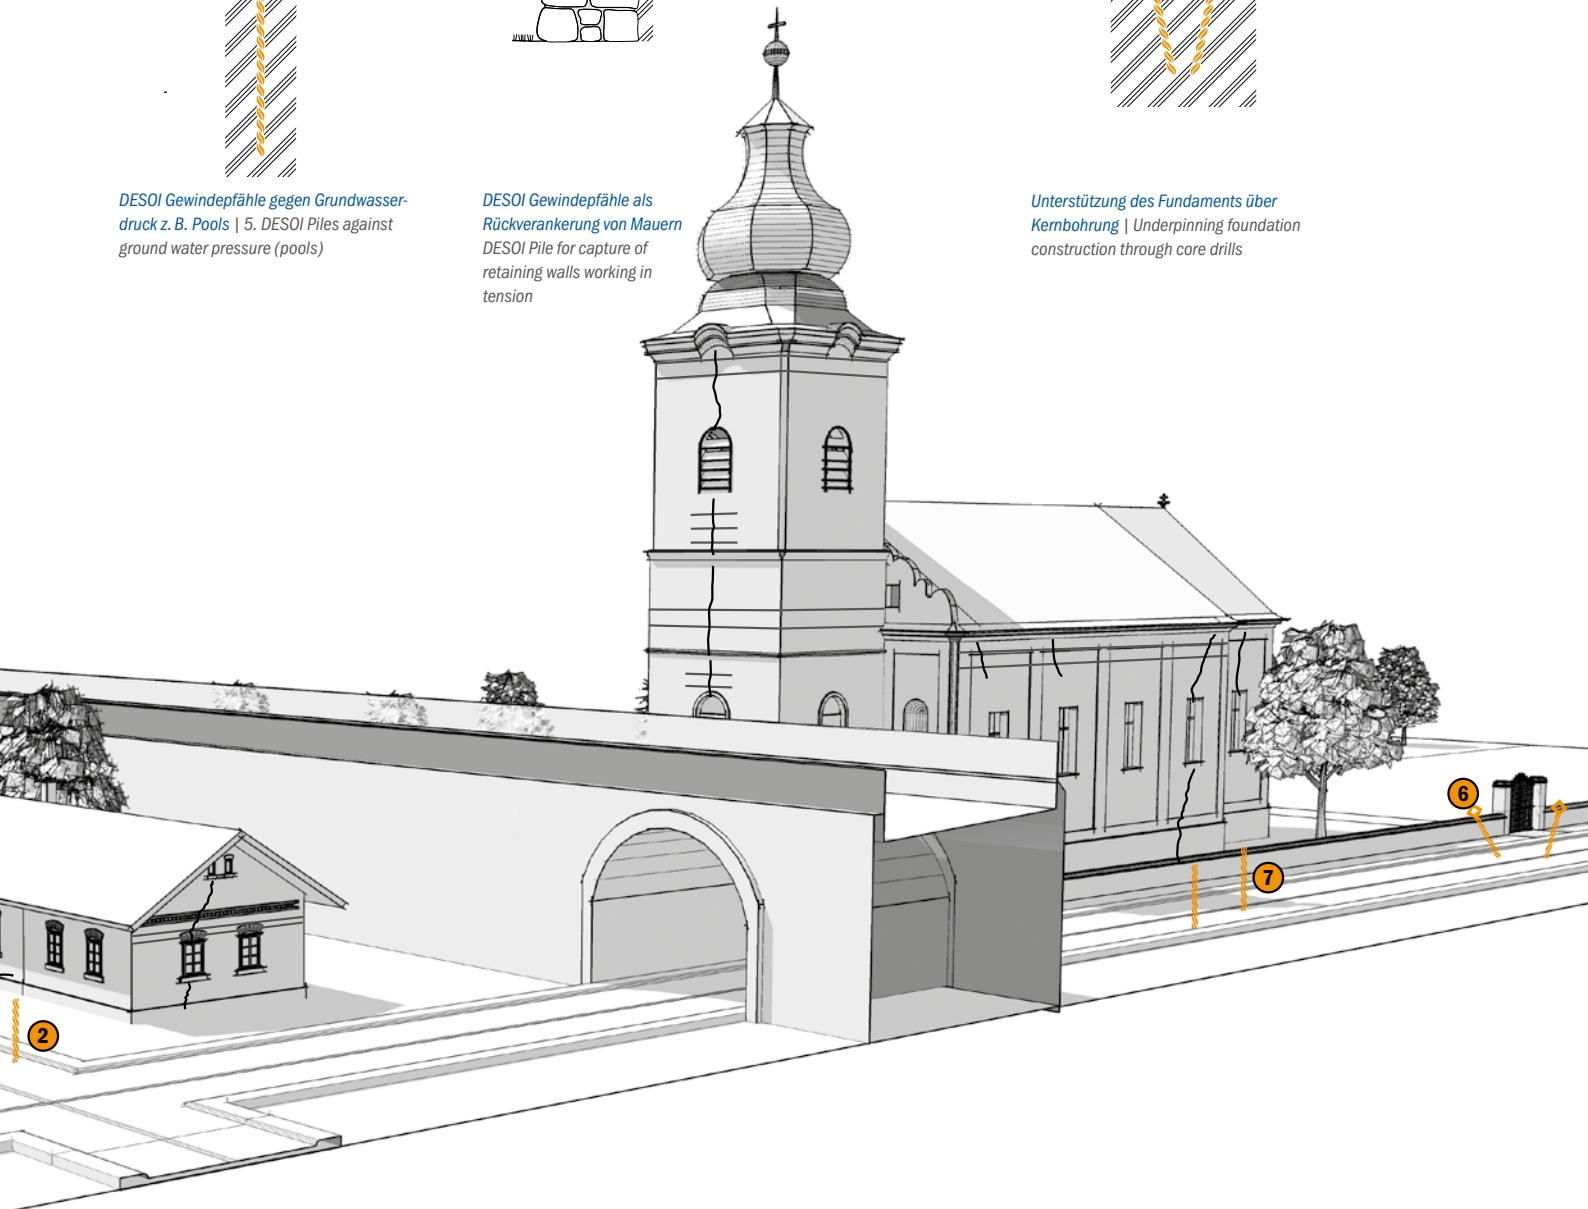 DESOI Gewindepfähle gegen Grundwasser-
druck z. B. Pools | 5. DESOI Piles against
ground water pressure (pools)
DESOI Gewindepfähle als
Rückverankerung von Mauern
DESOI Pile for capture of
retaining walls working in
tension
Unterstützung des Fundaments über
Kernbohrung | Underpinning foundation
construction through core drills
6
7
2